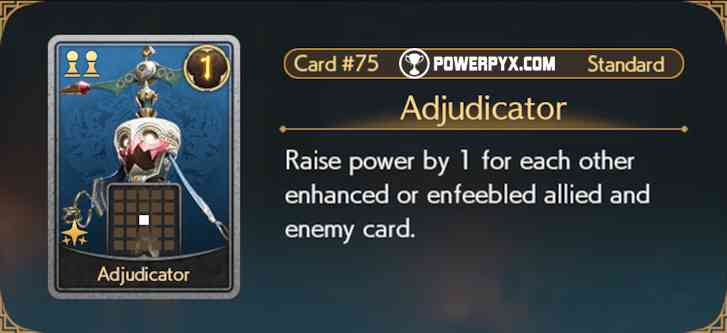 1
Card #75 POWERPYX.COM Standard
Adjudicator
Raise power by 1 for each other
enhanced or enfeebled allied and
enemy card.
Adjudicator